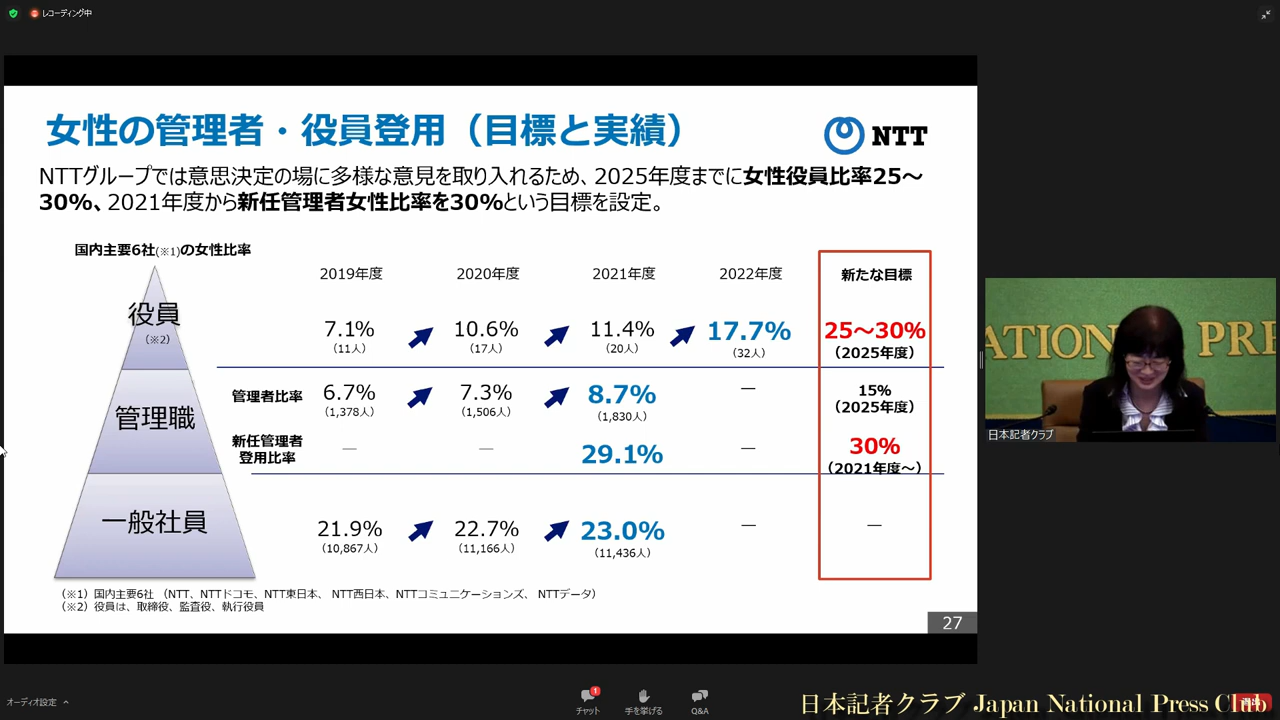 レコーディング中
女性の管理者・役員登用（目標と実績）
NTT
NTTグループでは意思決定の場に多様な意見を取り入れるため、2025年度までに女性役員比率25～
30%、2021年度から新任管理者女性比率を30%という目標を設定。
国内主要6社(※1)の女性比率
2019年度 2020年度 2021年度 2022年度 新たな目標
役員
(※2)
7.1% 10.6% 11.4% 17.7% 25～30%
(11人) (17人) (20人) (32人) (2025年度)
管理職
管理者比率 6.7% 7.3% 8.7% — 15%
(1,378人) (1,506人) (1,830人) (2025年度)
新任管理者
登用比率
— — 29.1% — 30%
(2021年度～)
一般社員
21.9% 22.7% 23.0% — —
(10,867人) (11,166人) (11,436人)
（※1）国内主要6社 （NTT、NTTドコモ、NTT東日本、 NTT西日本、NTTコミュニケーションズ、 NTTデータ）
（※2）役員は、取締役、監査役、執行役員
27
NATION PRE
日本記者クラブ
オーディオ設定
1
チャット
手を挙げる
Q&A
日本記者クラブ Japan National Press Club